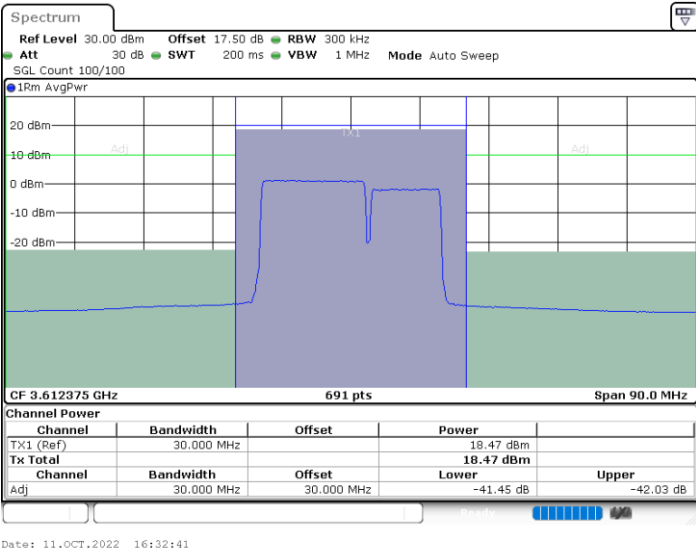 Spectrum
Ref Level 30.00 dBm Offset 17.50 dB RBW 300 kHz
Att 30 dB SWT 200 ms VBW 1 MHz Mode Auto Sweep
SGL Count 100/100
1Rm AvgPwr
20 dBm
TX1
Adj
Adj
10 dBm
0 dBm
-10 dBm
-20 dBm
CF 3.612375 GHz 691 pts Span 90.0 MHz
Channel Power
Channel Bandwidth Offset Power
TX1 (Ref) 30.000 MHz 18.47 dBm
Tx Total 18.47 dBm
Channel Bandwidth Offset Lower Upper
Adj 30.000 MHz 30.000 MHz -41.45 dB -42.03 dB
Ready
Date: 11.OCT.2022 16:32:41